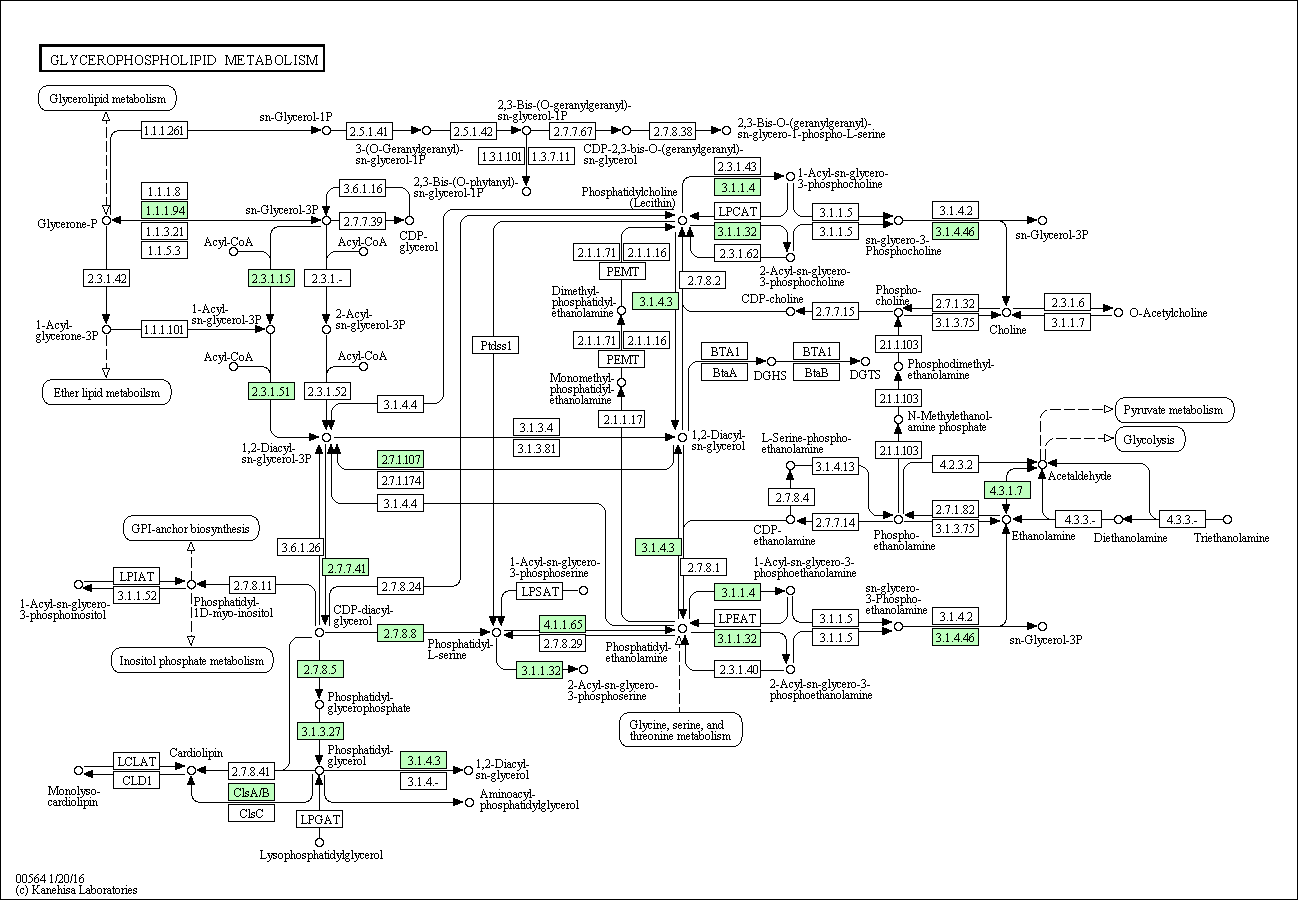 GLYCEROPHOSPHOLIPID METABOLISM
Glycerolipid metabolism
1.1.1.261
sn-Glycerol-1P
2.5.1.41
3-(O-Geranylgeranyl)-
sn-glycerol-1P
2.5.1.42
2,3-Bis-(O-geranylgeranyl)-
sn-glycerol-1P
2.7.7.67
CDP-2,3-bis-O-(geranylgeranyl)-
sn-glycerol
2.7.8.38
2,3-Bis-O-(geranylgeranyl)-
sn-glycero-1-phospho-L-serine
1.3.1.101
1.3.7.11
2,3-Bis-(O-phytanyl)-
sn-glycerol-1P
1.1.1.8
1.1.1.94
1.1.3.21
1.1.5.3
Glycerone-P
sn-Glycerol-3P
3.6.1.16
2.7.7.39
CDP-
glycerol
Phosphatidylcholine
(Lecithin)
2.3.1.43
3.1.1.4
LPCAT
3.1.1.32
2.3.1.62
1-Acyl-sn-glycero-
3-phosphocholine
2-Acyl-sn-glycero-
3-phosphocholine
3.1.1.5
3.1.1.5
sn-glycero-3-
Phosphocholine
3.1.4.2
3.1.4.46
sn-Glycerol-3P
Acyl-CoA
Acyl-CoA
2.3.1.42
2.3.1.15
2.3.1.-
2.1.1.71
2.1.1.16
PEMT
Dimethyl-
phosphatidyl-
ethanolamine
3.1.4.3
2.7.8.2
CDP-choline
2.7.7.15
Phospho-
choline
2.7.1.32
3.1.3.75
Choline
2.3.1.6
3.1.1.7
O-Acetylcholine
1-Acyl-
glycerone-3P
1.1.1.101
1-Acyl-
sn-glycerol-3P
2-Acyl-
sn-glycerol-3P
Ptdss1
2.1.1.71
2.1.1.16
PEMT
Monomethyl-
phosphatidyl-
ethanolamine
2.1.1.17
BTA1
BtaA
DGHS
BTA1
BtaB
DGTS
2.1.1.103
Phosphodimethyl-
ethanolamine
2.1.1.103
N-Methylethanol-
amine phosphate
2.1.1.103
Acyl-CoA
Acyl-CoA
Ether lipid metaboilsm
2.3.1.51
2.3.1.52
3.1.4.4
3.1.3.4
3.1.3.81
1,2-Diacyl-
sn-glycerol-3P
1,2-Diacyl-
sn-glycerol
2.7.1.107
2.7.1.174
3.1.4.4
L-Serine-phospho-
ethanolamine
3.1.4.13
2.7.8.4
CDP-
ethanolamine
2.7.7.14
Phospho-
ethanolamine
4.2.3.2
Pyruvate metabolism
Glycolysis
Acetaldehyde
4.3.1.7
2.7.1.82
3.1.3.75
Ethanolamine
4.3.3.-
Diethanolamine
4.3.3.-
Triethanolamine
GPI-anchor biosynthesis
3.6.1.26
2.7.7.41
3.1.4.3
2.7.8.1
LPIAT
3.1.1.52
1-Acyl-sn-glycero-
3-phosphoinositol
Phosphatidyl-
1D-myo-inositol
2.7.8.11
2.7.8.24
CDP-diacyl-
glycerol
2.7.8.8
Phosphatidyl-
L-serine
1-Acyl-sn-glycero-
3-phosphoserine
LPSAT
4.1.1.65
2.7.8.29
3.1.1.32
2-Acyl-sn-glycero-
3-phosphoserine
Phosphatidyl-
ethanolamine
3.1.1.4
LPEAT
3.1.1.32
2.3.1.40
1-Acyl-sn-glycero-3-
phosphoethanolamine
2-Acyl-sn-glycero-3-
phosphoethanolamine
3.1.1.5
3.1.1.5
sn-glycero-
3-Phospho-
ethanolamine
3.1.4.2
3.1.4.46
sn-Glycerol-3P
Inositol phosphate metabolism
2.7.8.5
Phosphatidyl-
glycerophosphate
3.1.3.27
Glycine, serine, and
threonine metabolism
LCLAT
CLD1
Monolyso-
cardiolipin
Cardiolipin
2.7.8.41
ClsA/B
ClsC
Phosphatidyl-
glycerol
3.1.4.3
3.1.4.-
1,2-Diacyl-
sn-glycerol
Aminoacyl-
phosphatidylglycerol
LPGAT
Lysophosphatidylglycerol
00564 1/20/16
(c) Kanehisa Laboratories